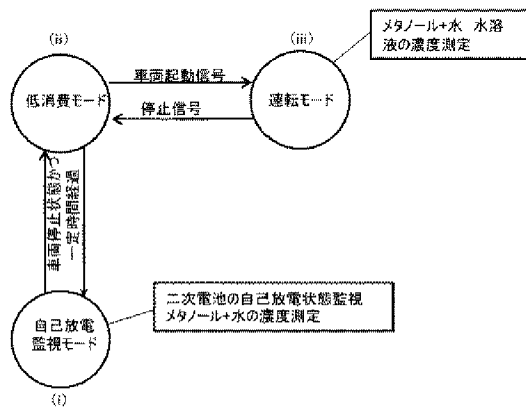 (ii)
低消費モード
車両起動信号
停止信号
(iii)
運転モード
メタノール+水 水溶
液の濃度測定
車両停止状態かつ
一定時間経過
自己放電
監視モード
(i)
二次電池の自己放電状態監視
メタノール+水の濃度測定